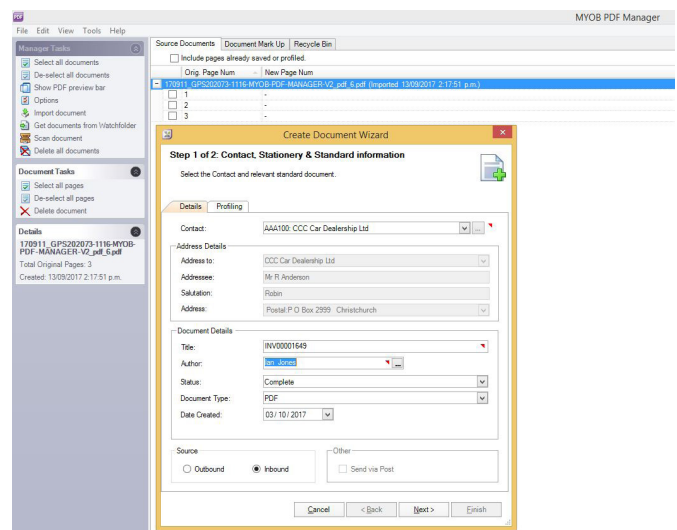 PDF
MYOB PDF Manager
File Edit View Tools Help
Manager Tasks
Select all documents
De-select all documents
Show PDF preview bar
Options
Import document
Get documents from Watchfolder
Scan document
Delete all documents
Document Tasks
Select all pages
De-select all pages
Delete document
Details
170911_GPS202073-1116-MYOB-
PDF-MANAGER-V2_pdf_6.pdf
Total Original Pages: 3
Created: 13/09/2017 2:17:51 p.m.
Source Documents Document Mark Up Recycle Bin
Include pages already saved or profiled.
Orig. Page Num New Page Num
170911_GPS202073-1116-MYOB-PDF-MANAGER-V2_pdf_6.pdf (Imported 13/09/2017 2:17:51 p.m.)
1 -
2 -
3 -
Create Document Wizard
Step 1 of 2: Contact, Stationery & Standard information
Select the Contact and relevant standard document.
Details Profiling
Contact: AAA100: CCC Car Dealership Ltd
Address Details
Address to: CCC Car Dealership Ltd
Addressee: Mr R Anderson
Salutation: Robin
Address: Postal:P O Box 2999 Christchurch
Document Details
Title: INV00001649
Author: Ian Jones
Status: Complete
Document Type: PDF
Date Created: 03/10/2017
Source
Outbound Inbound
Other
Send via Post
Cancel < Back Next > Finish